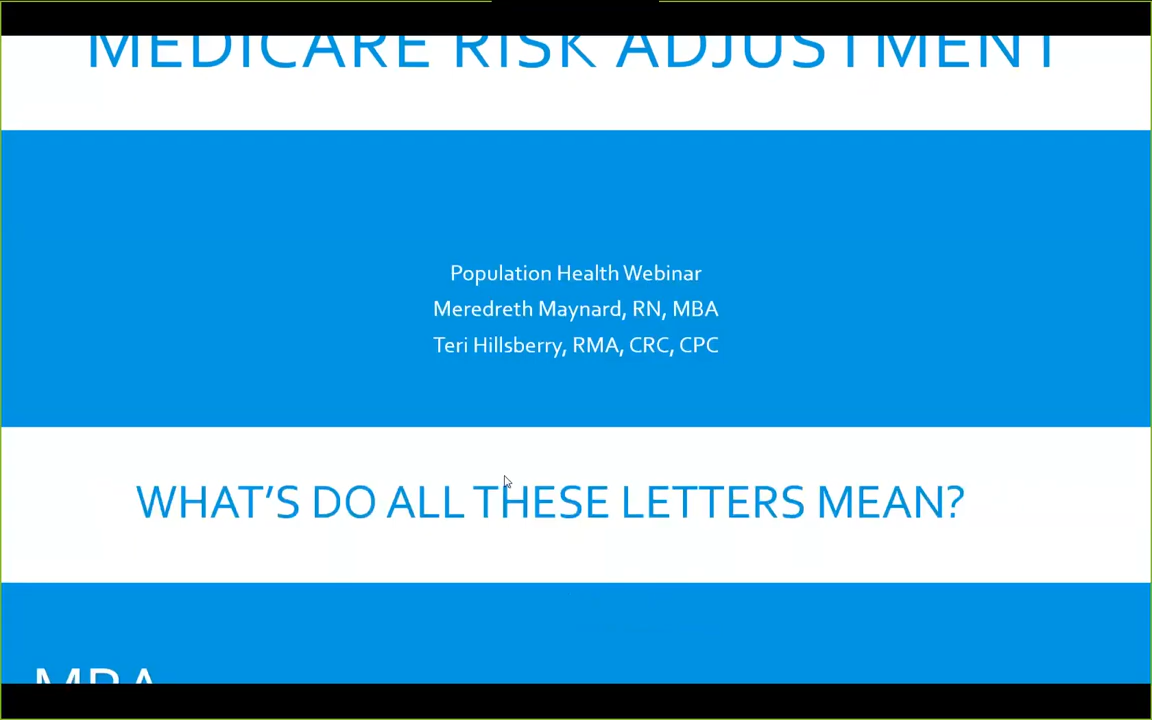 MEDICARE RISK ADJUSTMENT
Population Health Webinar
Meredreth Maynard, RN, MBA
Teri Hillsberry, RMA, CRC, CPC
WHAT'S DO ALL THESE LETTERS MEAN?
MRA